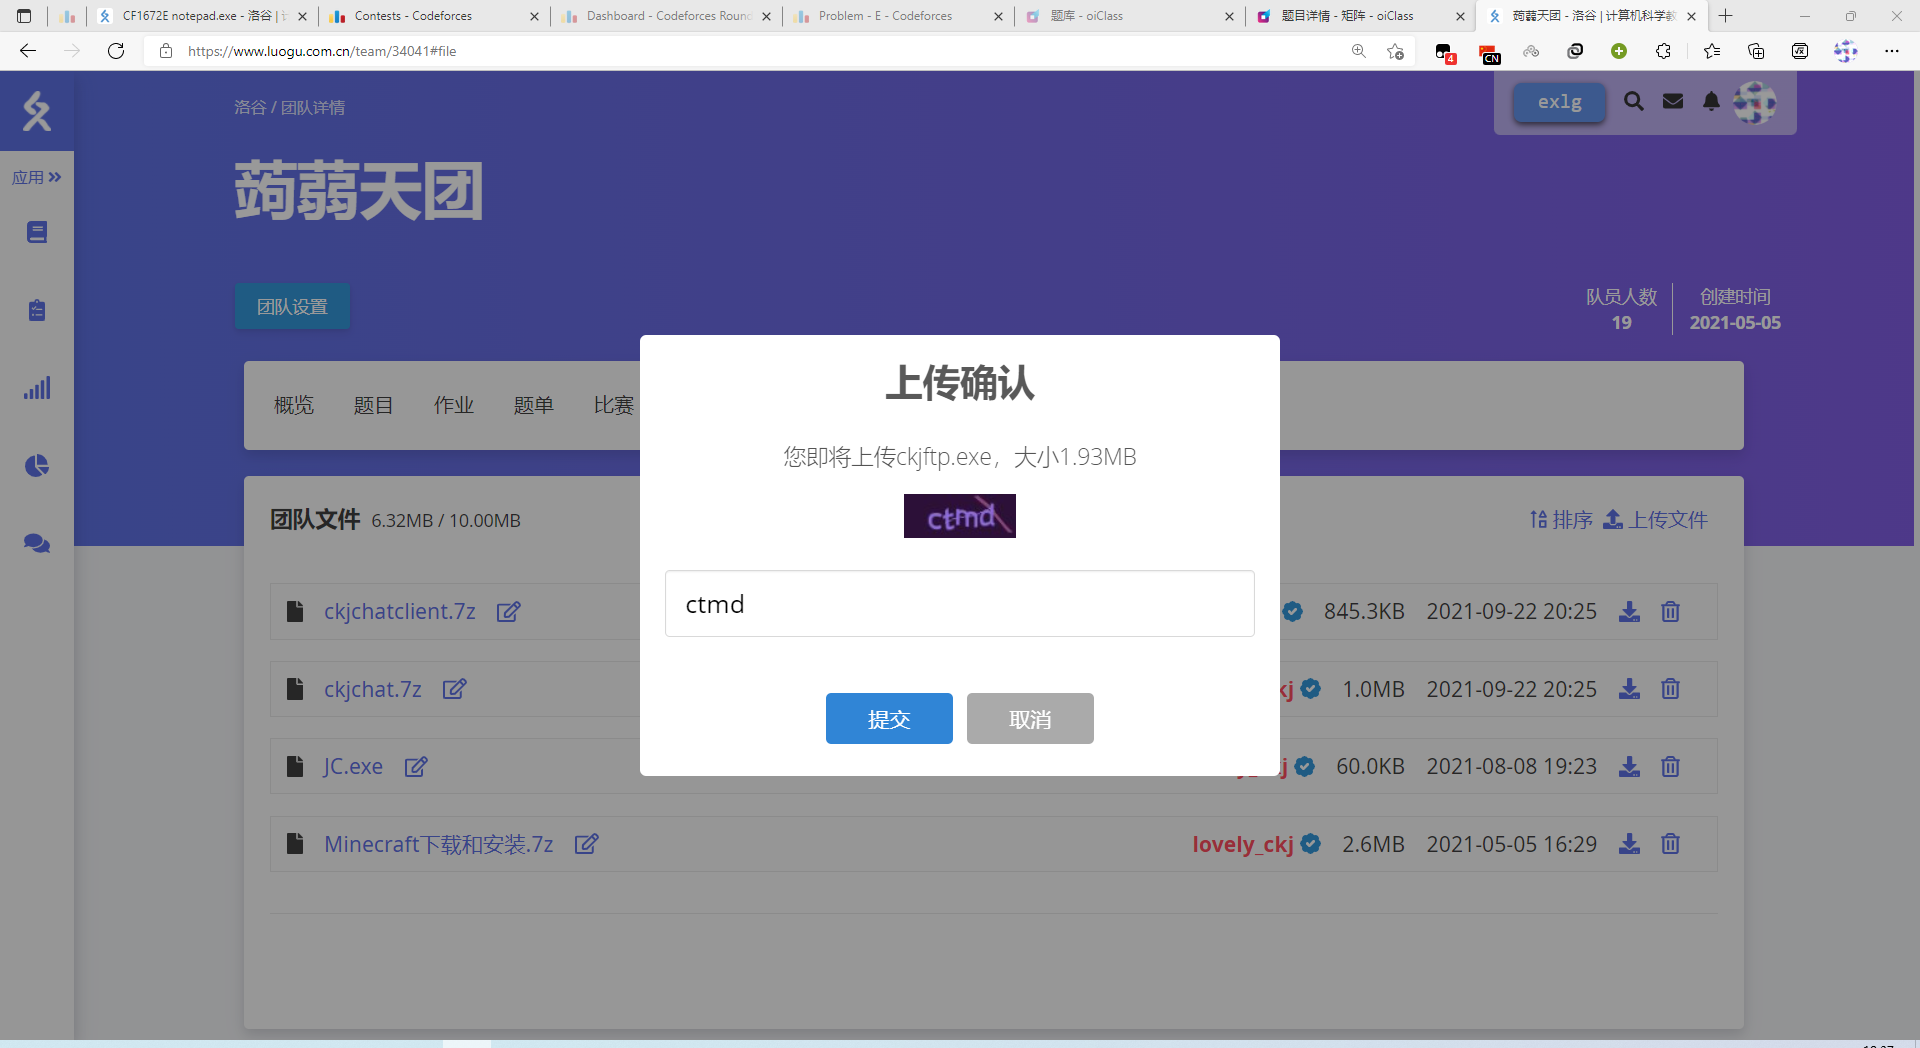 CF1672E notepad.exe - 洛谷 |
Contests - Codeforces
Dashboard - Codeforces Round
Problem - E - Codeforces
题库 - oiClass
题目详情 - 矩阵 - oiClass
蒟蒻天团 - 洛谷 | 计算机科学教
https://www.luogu.com.cn/team/34041#file
4
CN
洛谷 / 团队详情
exlg
应用
蒟蒻天团
团队设置
队员人数
19
创建时间
2021-05-05
概览
题目
作业
题单
比赛
上传确认
您即将上传ckjftp.exe，大小1.93MB
ctmd
ctmd
提交
取消
团队文件 6.32MB / 10.00MB
排序
上传文件
ckjchatclient.7z
845.3KB 2021-09-22 20:25
ckjchat.7z
kj 1.0MB 2021-09-22 20:25
JC.exe
60.0KB 2021-08-08 19:23
Minecraft下载和安装.7z
lovely_ckj 2.6MB 2021-05-05 16:29